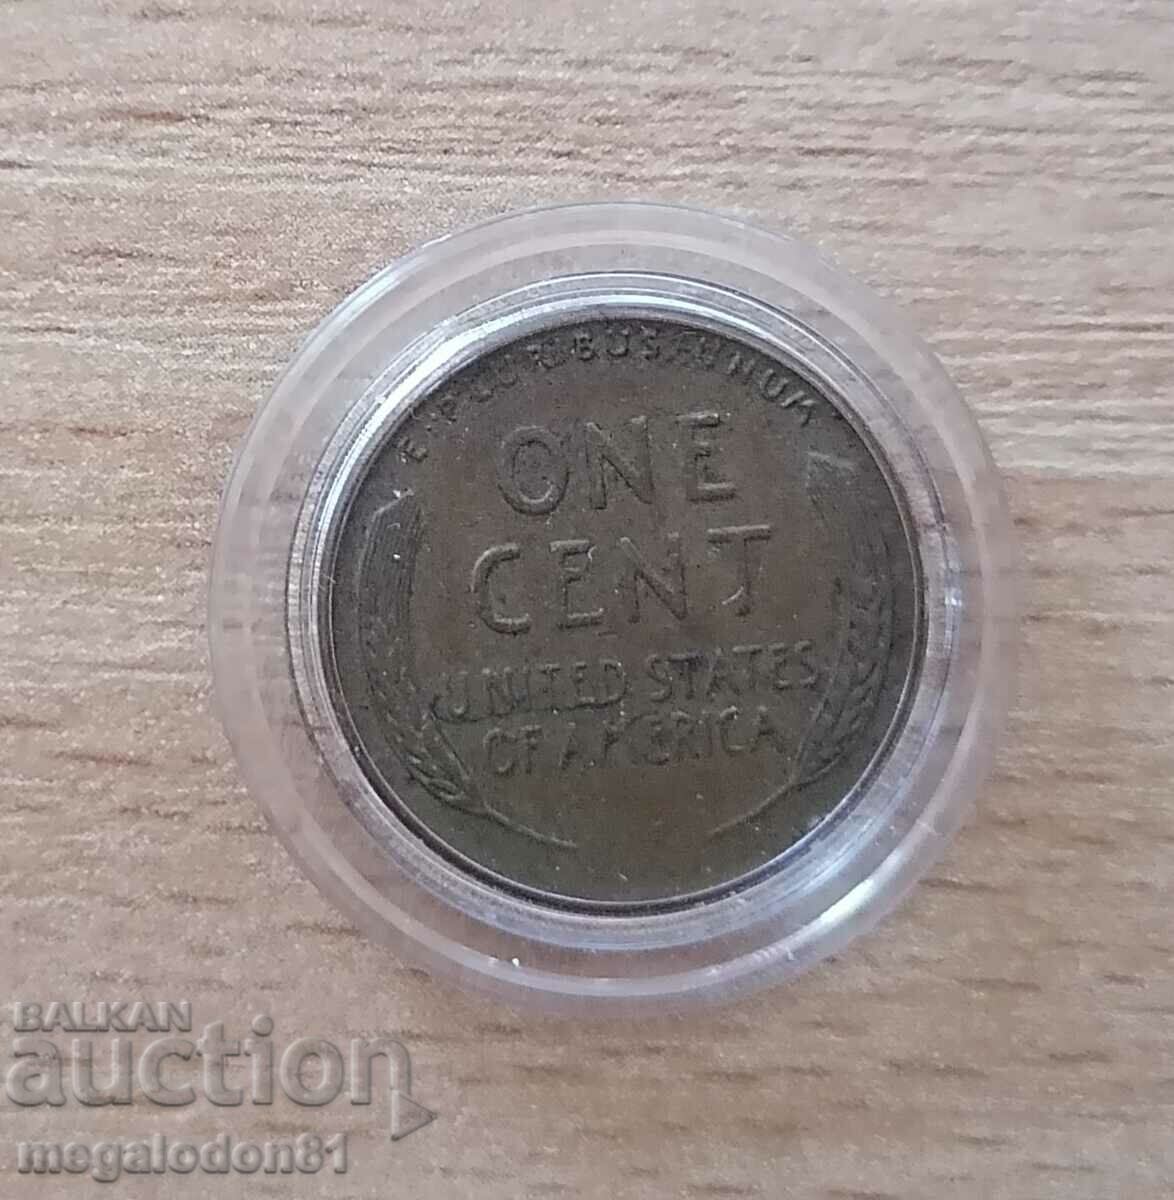 E·PLURIBUS·UNUM
ONE
CENT
UNITED STATES
OF AMERICA
BALKAN
auction
megalodon81